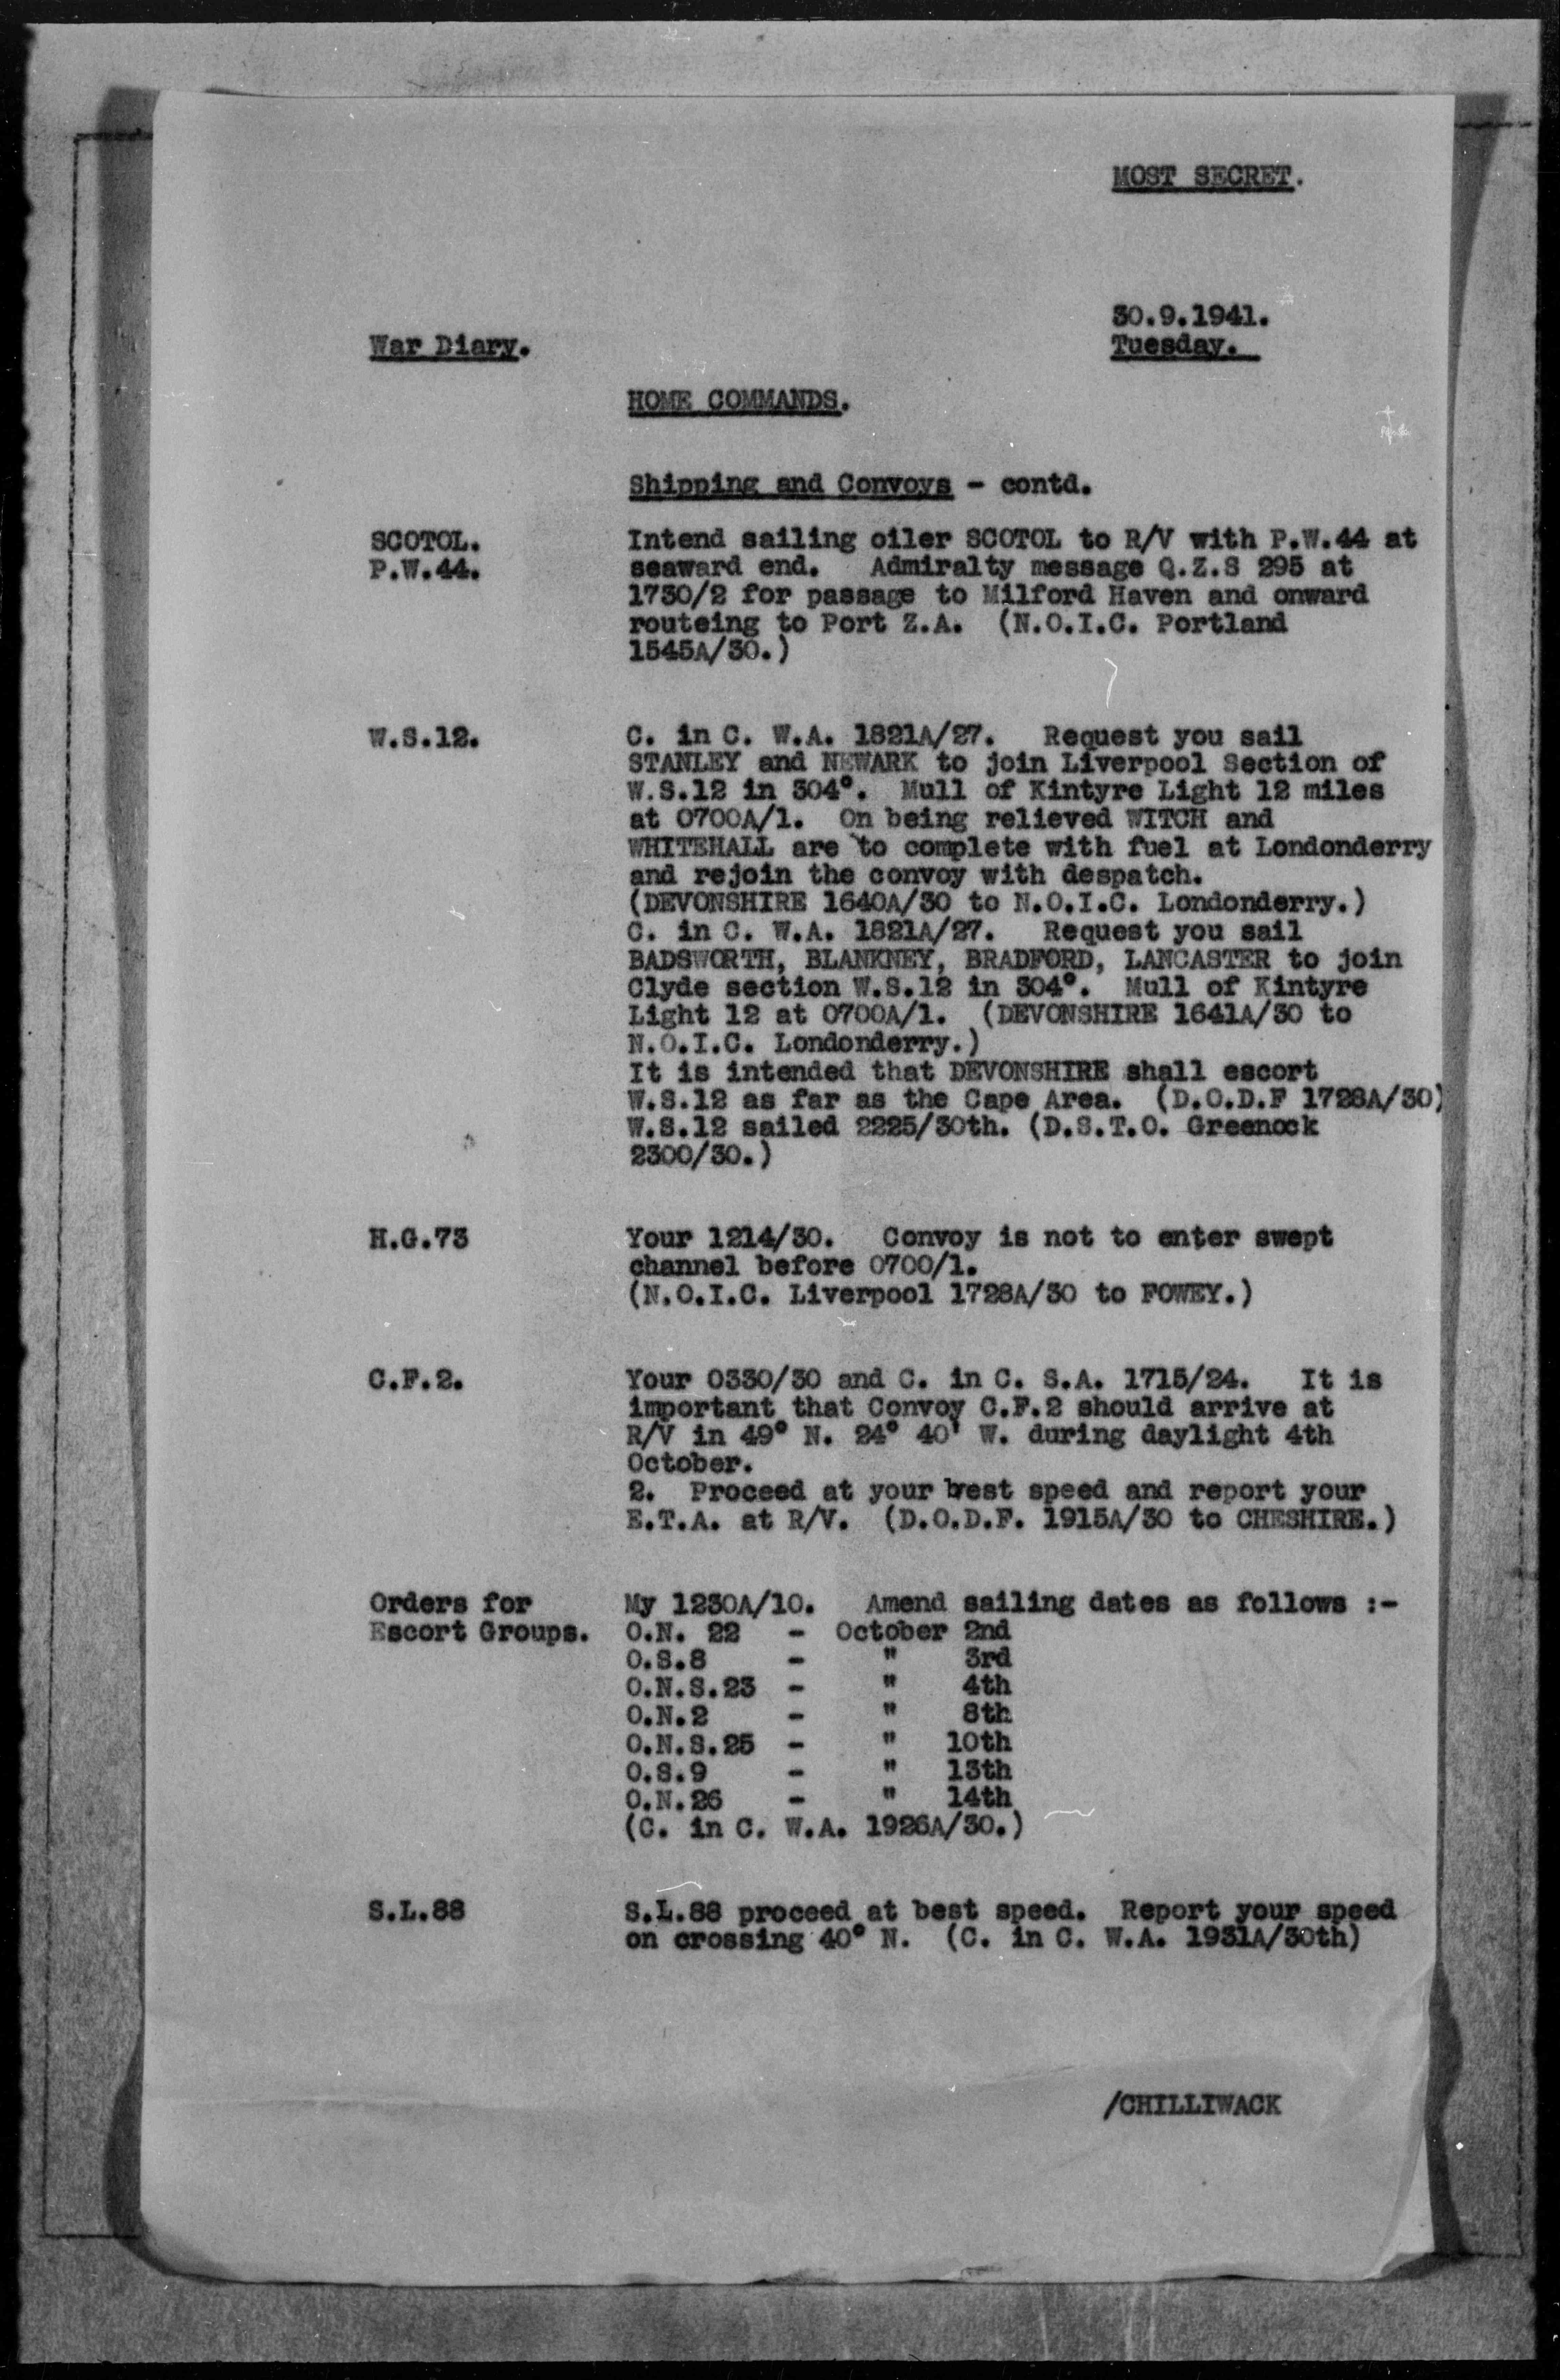 MOST SECRET.
30.9.1941.
War Diary.
Tuesday.
HOME COMMANDS.
Shipping and Convoys - contd.
SCOTOL.
P.W.44.
Intend sailing oiler SCOTOL to R/V with P.W.44 at
seaward end. Admiralty message Q.Z.S 295 at
1730/2 for passage to Milford Haven and onward
routeing to Port Z.A. (N.O.I.C. Portland
1545A/30.)
W.S.12.
C. in C. W.A. 1821A/27. Request you sail
STANLEY and NEWARK to join Liverpool Section of
W.S.12 in 304°. Mull of Kintyre Light 12 miles
at 0700A/1. On being relieved WITCH and
WHITEHALL are to complete with fuel at Londonderry
and rejoin the convoy with despatch.
(DEVONSHIRE 1640A/30 to N.O.I.C. Londonderry.)
C. in C. W.A. 1821A/27. Request you sail
BADSWORTH, BLANKNEY, BRADFORD, LANCASTER to join
Clyde section W.S.12 in 304°. Mull of Kintyre
Light 12 at 0700A/1. (DEVONSHIRE 1641A/30 to
N.O.I.C. Londonderry.)
It is intended that DEVONSHIRE shall escort
W.S.12 as far as the Cape Area. (D.O.D.F 1728A/30)
W.S.12 sailed 2225/30th. (D.S.T.O. Greenock
2300/30.)
H.G.73
Your 1214/30. Convoy is not to enter swept
channel before 0700/1.
(N.O.I.C. Liverpool 1728A/30 to FOWEY.)
C.F.2.
Your 0330/30 and C. in C. S.A. 1715/24. It is
important that Convoy C.F.2 should arrive at
R/V in 49° N. 24° 40' W. during daylight 4th
October.
2. Proceed at your best speed and report your
E.T.A. at R/V. (D.O.D.F. 1915A/30 to CHESHIRE.)
Orders for
Escort Groups.
My 1230A/10. Amend sailing dates as follows :-
O.N. 22 - October 2nd
O.S.8 - " 3rd
O.N.S.23 - " 4th
O.N.2 - " 8th
O.N.S.25 - " 10th
O.S.9 - " 13th
O.N.26 - " 14th
(C. in C. W.A. 1926A/30.)
S.L.88
S.L.88 proceed at best speed. Report your speed
on crossing 40° N. (C. in C. W.A. 1931A/30th)
/CHILLIWACK